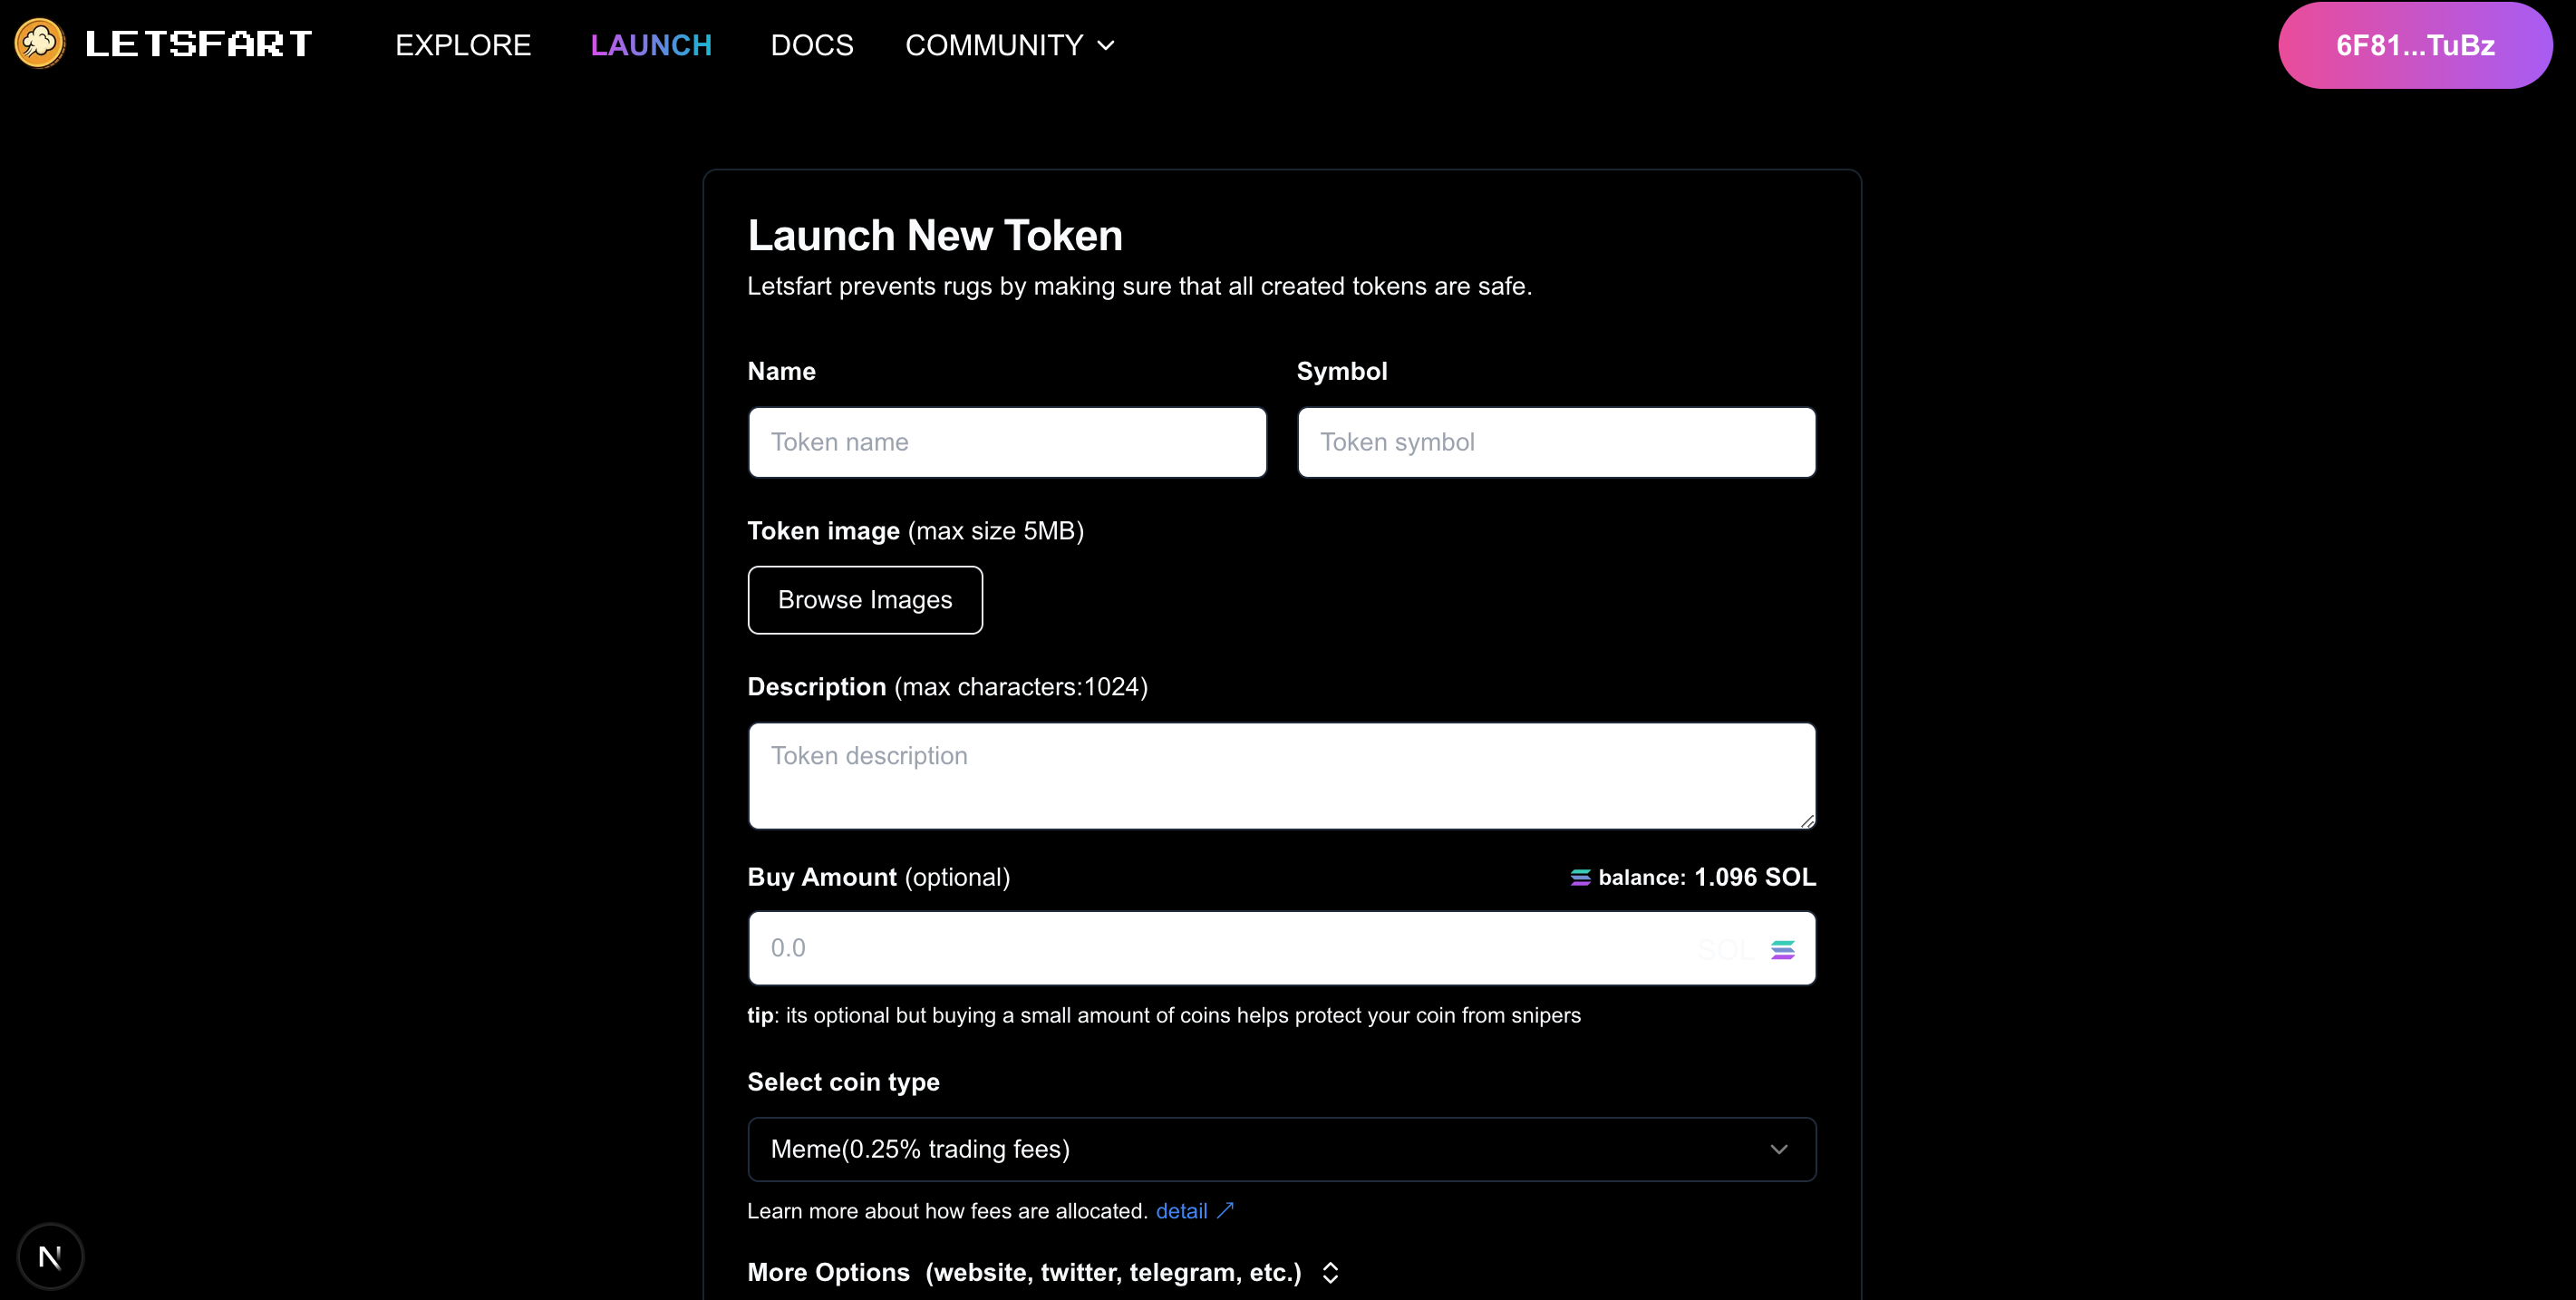 LETSFART
EXPLORE
LAUNCH
DOCS
COMMUNITY
6F81...TuBz
Launch New Token
Letsfart prevents rugs by making sure that all created tokens are safe.
Name
Symbol
Token name
Token symbol
Token image (max size 5MB)
Browse Images
Description (max characters:1024)
Token description
Buy Amount (optional)
balance: 1.096 SOL
0.0
SOL
tip: its optional but buying a small amount of coins helps protect your coin from snipers
Select coin type
Meme(0.25% trading fees)
Learn more about how fees are allocated. detail ↗
More Options (website, twitter, telegram, etc.)
N